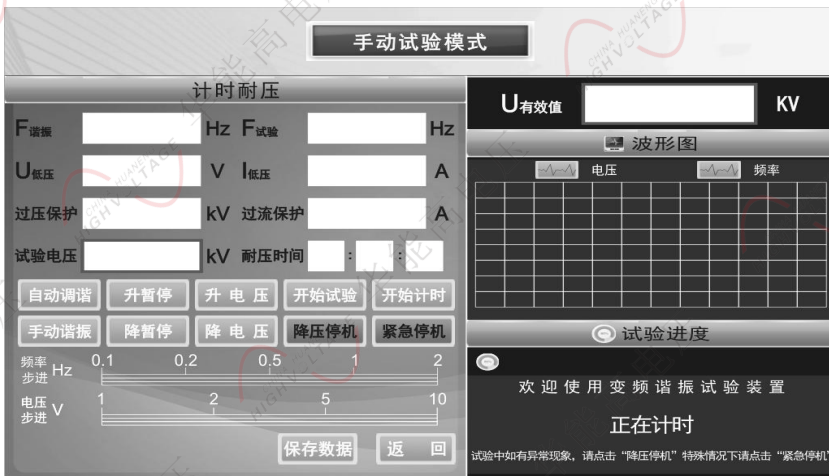 手动试验模式
计时耐压
F谐振 Hz F试验 Hz
U低压 V I低压 A
过压保护 kV 过流保护 A
试验电压 kV 耐压时间 : :
自动调谐 升暂停 升电压 开始试验 开始计时
手动谐振 降暂停 降电压 降压停机 紧急停机
频率步进 Hz 0.1 0.2 0.5 1 2
电压步进 V 1 2 5 10
保存数据 返回
U有效值 KV
波形图
电压 频率
试验进度
欢迎使用变频谐振试验装置
正在计时
试验中如有异常现象，请点击“降压停机”特殊情况下请点击“紧急停机”
CHINA HUANENG
HIGHVOLTAGE
华能高电